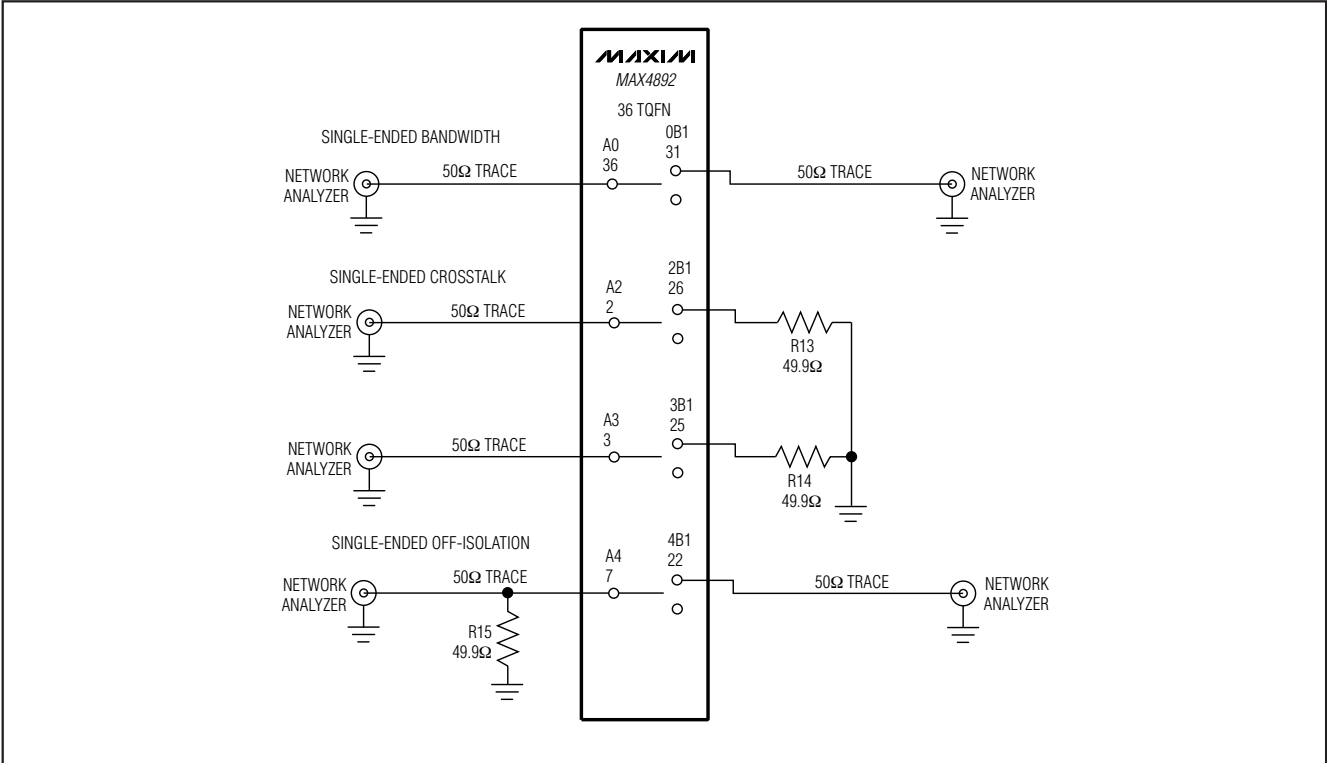 MAXIM
MAX4892
36 TQFN
SINGLE-ENDED BANDWIDTH
NETWORK
ANALYZER
50Ω TRACE
A0
36
0B1
31
50Ω TRACE
NETWORK
ANALYZER
SINGLE-ENDED CROSSTALK
NETWORK
ANALYZER
50Ω TRACE
A2
2
2B1
26
R13
49.9Ω
NETWORK
ANALYZER
50Ω TRACE
A3
3
3B1
25
R14
49.9Ω
SINGLE-ENDED OFF-ISOLATION
NETWORK
ANALYZER
50Ω TRACE
R15
49.9Ω
A4
7
4B1
22
50Ω TRACE
NETWORK
ANALYZER